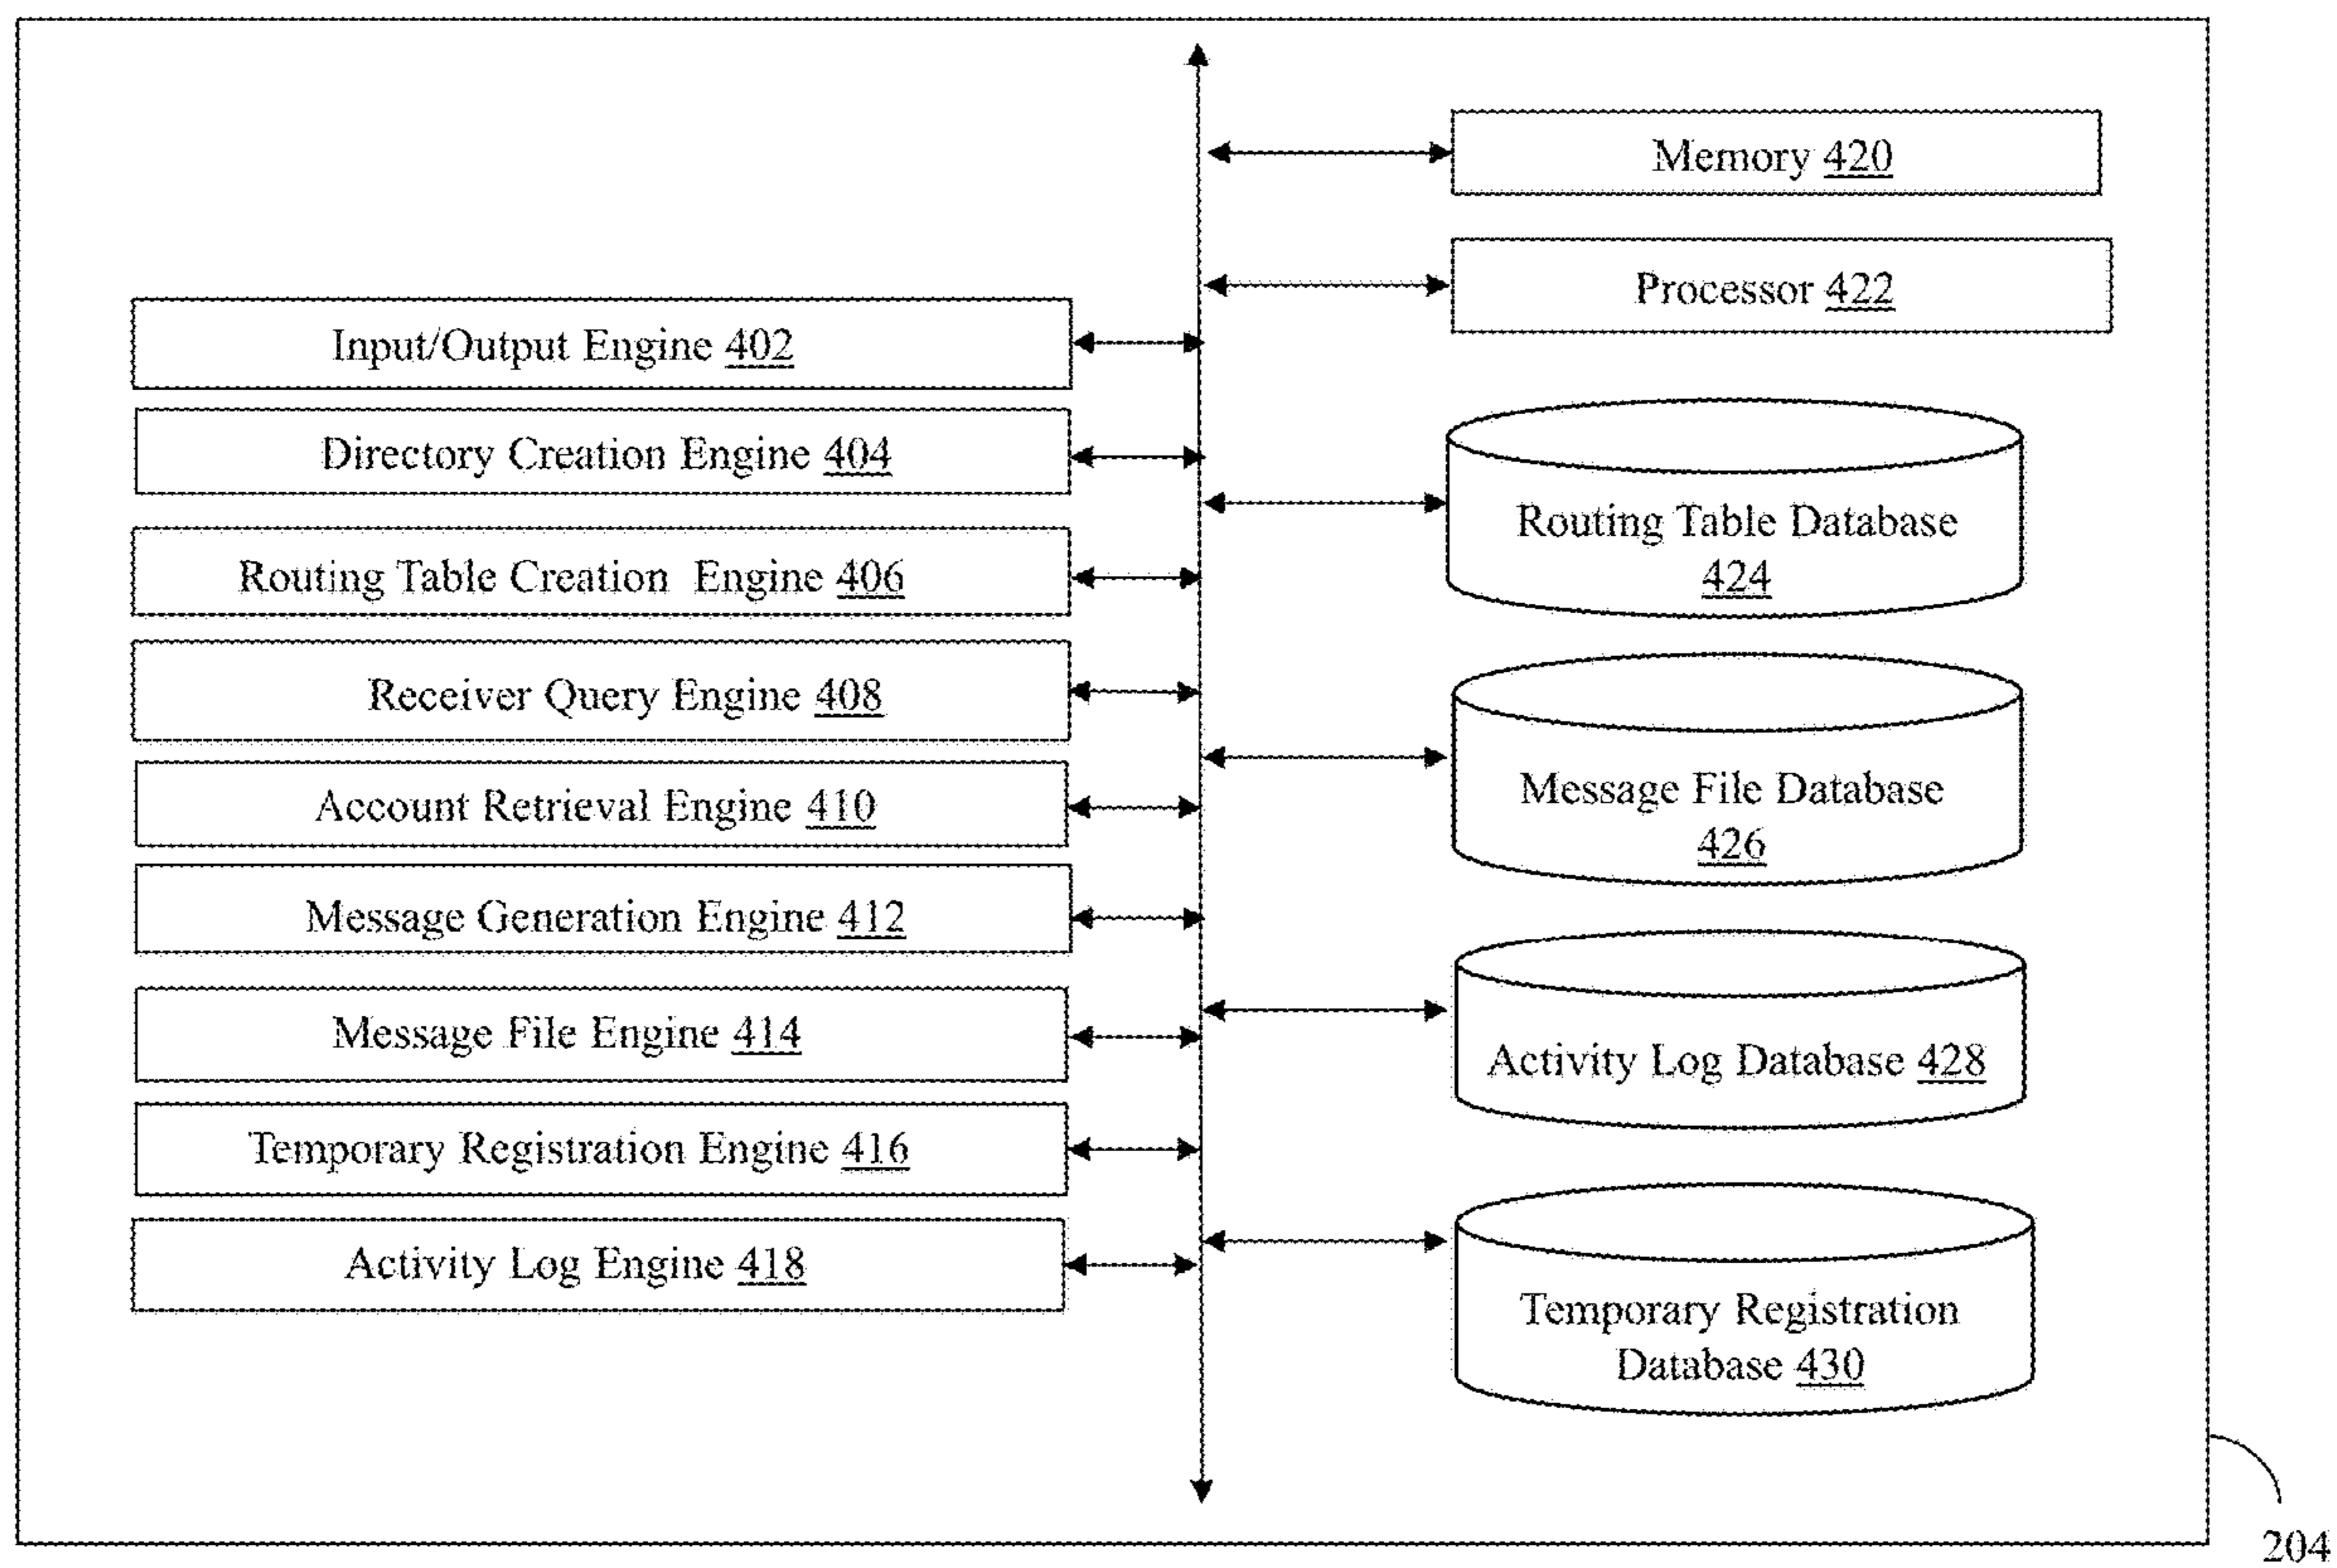 Memory 420
Processor 422
Input/Output Engine 402
Directory Creation Engine 404
Routing Table Creation Engine 406
Receiver Query Engine 408
Account Retrieval Engine 410
Message Generation Engine 412
Message File Engine 414
Temporary Registration Engine 416
Activity Log Engine 418
Routing Table Database
424
Message File Database
426
Activity Log Database 428
Temporary Registration
Database 430
204